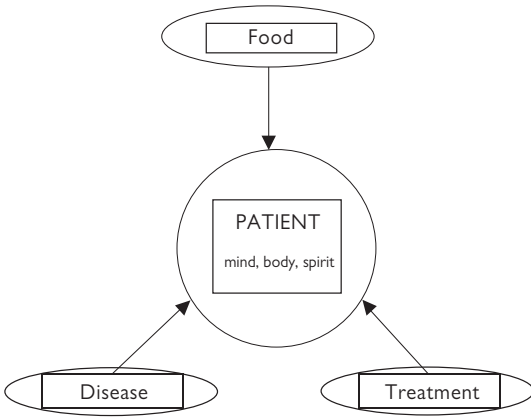 Food
PATIENT
mind, body, spirit
Disease
Treatment